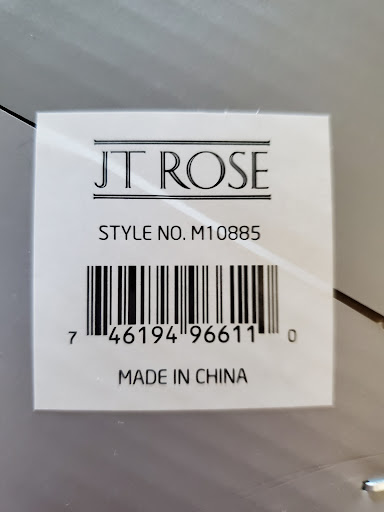 JT ROSE
STYLE NO. M10885
7 46194 96611 0
MADE IN CHINA